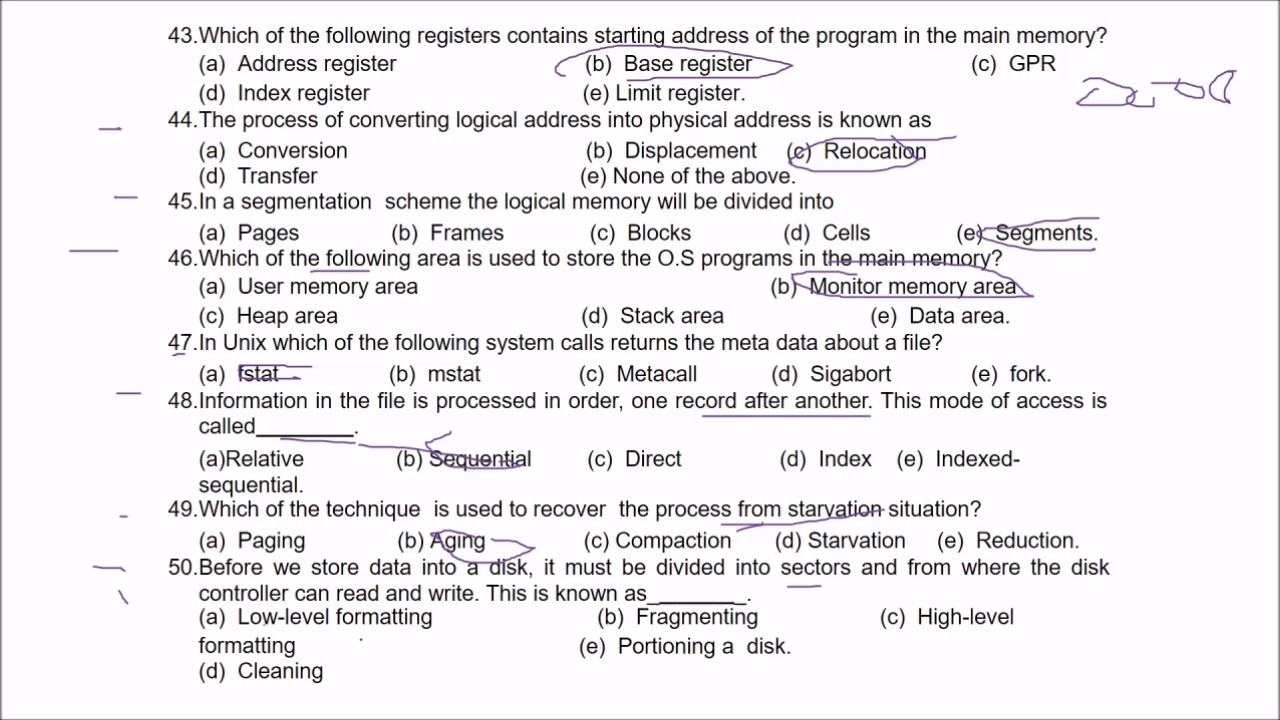 43.Which of the following registers contains starting address of the program in the main memory?
(a) Address register (b) Base register (c) GPR
(d) Index register (e) Limit register.
44.The process of converting logical address into physical address is known as
(a) Conversion (b) Displacement (c) Relocation
(d) Transfer (e) None of the above.
45.In a segmentation scheme the logical memory will be divided into
(a) Pages (b) Frames (c) Blocks (d) Cells (e) Segments.
46.Which of the following area is used to store the O.S programs in the main memory?
(a) User memory area (b) Monitor memory area
(c) Heap area (d) Stack area (e) Data area.
47.In Unix which of the following system calls returns the meta data about a file?
(a) fstat (b) mstat (c) Metacall (d) Sigabort (e) fork.
48.Information in the file is processed in order, one record after another. This mode of access is
called________.
(a)Relative (b) Sequential (c) Direct (d) Index (e) Indexed-
sequential.
49.Which of the technique is used to recover the process from starvation situation?
(a) Paging (b) Aging (c) Compaction (d) Starvation (e) Reduction.
50.Before we store data into a disk, it must be divided into sectors and from where the disk
controller can read and write. This is known as________.
(a) Low-level formatting (b) Fragmenting (c) High-level
formatting (e) Portioning a disk.
(d) Cleaning